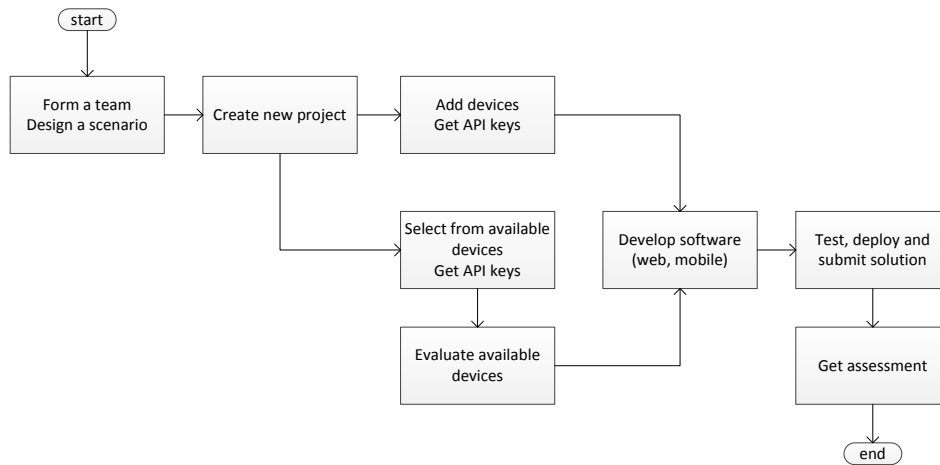 start
Form a team
Design a scenario
Create new project
Add devices
Get API keys
Select from available
devices
Get API keys
Evaluate available
devices
Develop software
(web, mobile)
Test, deploy and
submit solution
Get assessment
end